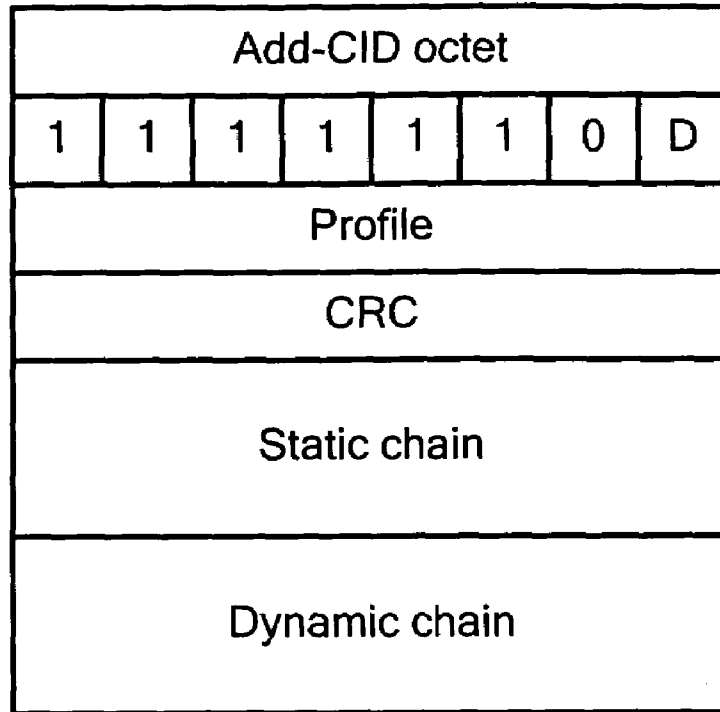 Add-CID octet
1 1 1 1 1 1 0 D
Profile
CRC
Static chain
Dynamic chain